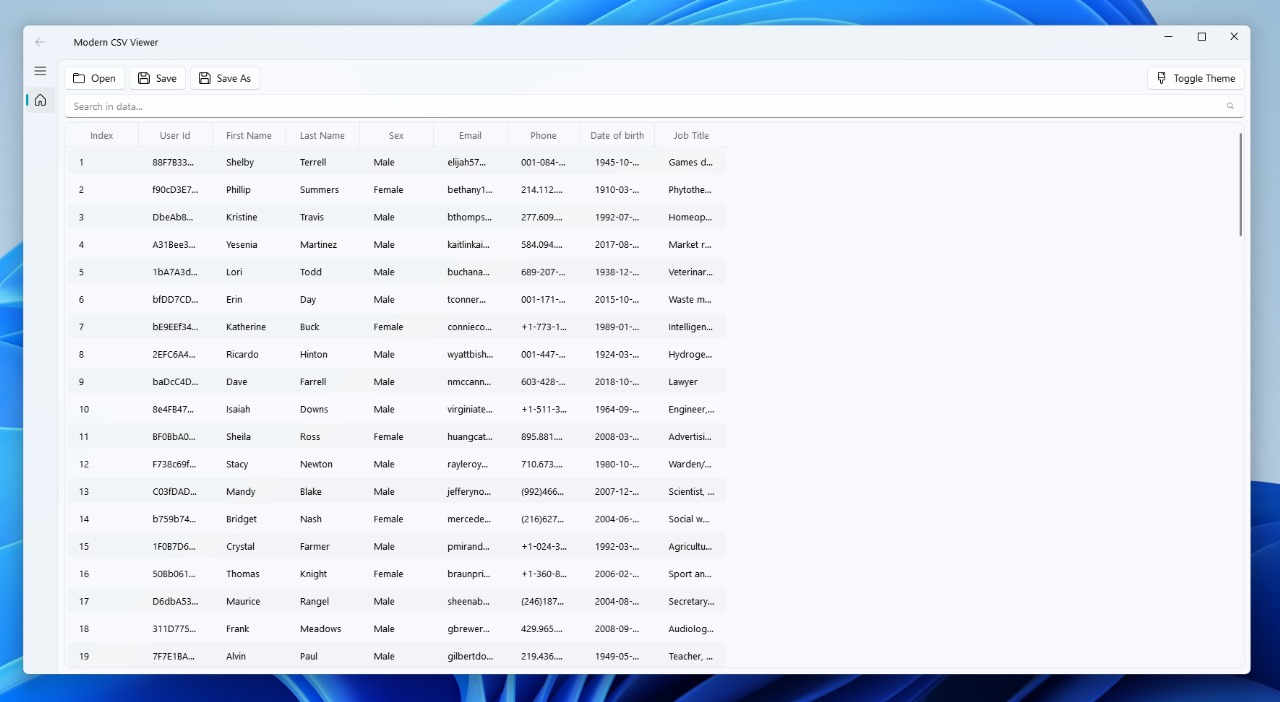 Modern CSV Viewer
Open Save Save As Toggle Theme
Search in data...
Index User Id First Name Last Name Sex Email Phone Date of birth Job Title
1 88F7B33... Shelby Terrell Male elijah57... 001-084-... 1945-10-... Games d...
2 f90cD3E7... Phillip Summers Female bethany1... 214.112.... 1910-03-... Phytothe...
3 DbeAb8... Kristine Travis Male bthomps... 277.609.... 1992-07-... Homeop...
4 A31Bee3... Yesenia Martinez Male kaitlinkai... 584.094.... 2017-08-... Market r...
5 1bA7A3d... Lori Todd Male buchana... 689-207-... 1938-12-... Veterinar...
6 bfDD7CD... Erin Day Male tconner... 001-171-... 2015-10-... Waste m...
7 bE9EEf34... Katherine Buck Female connieco... +1-773-1... 1989-01-... Intelligen...
8 2EFC6A4... Ricardo Hinton Male wyattbish... 001-447-... 1924-03-... Hydroge...
9 baDcC4D... Dave Farrell Male nmccann... 603-428-... 2018-10-... Lawyer
10 8e4FB47... Isaiah Downs Male virginiate... +1-511-3... 1964-09-... Engineer,...
11 BF0BbA0... Sheila Ross Female huangcat... 895.881.... 2008-03-... Advertisi...
12 F738c69f... Stacy Newton Male rayleroy... 710.673.... 1980-10-... Warden/...
13 C03fDAD... Mandy Blake Male jefferyno... (992)466... 2007-12-... Scientist, ...
14 b759b74... Bridget Nash Female mercede... (216)627... 2004-06-... Social w...
15 1F0B7D6... Crystal Farmer Male pmirand... +1-024-3... 1992-03-... Agricultu...
16 50Bb061... Thomas Knight Female braunpri... +1-360-8... 2006-02-... Sport an...
17 D6dbA53... Maurice Rangel Male sheenab... (246)187... 2004-08-... Secretary...
18 311D775... Frank Meadows Male gbrewer... 429.965.... 2008-09-... Audiolog...
19 7F7E1BA... Alvin Paul Male gilbertdo... 219.436.... 1949-05-... Teacher, ...